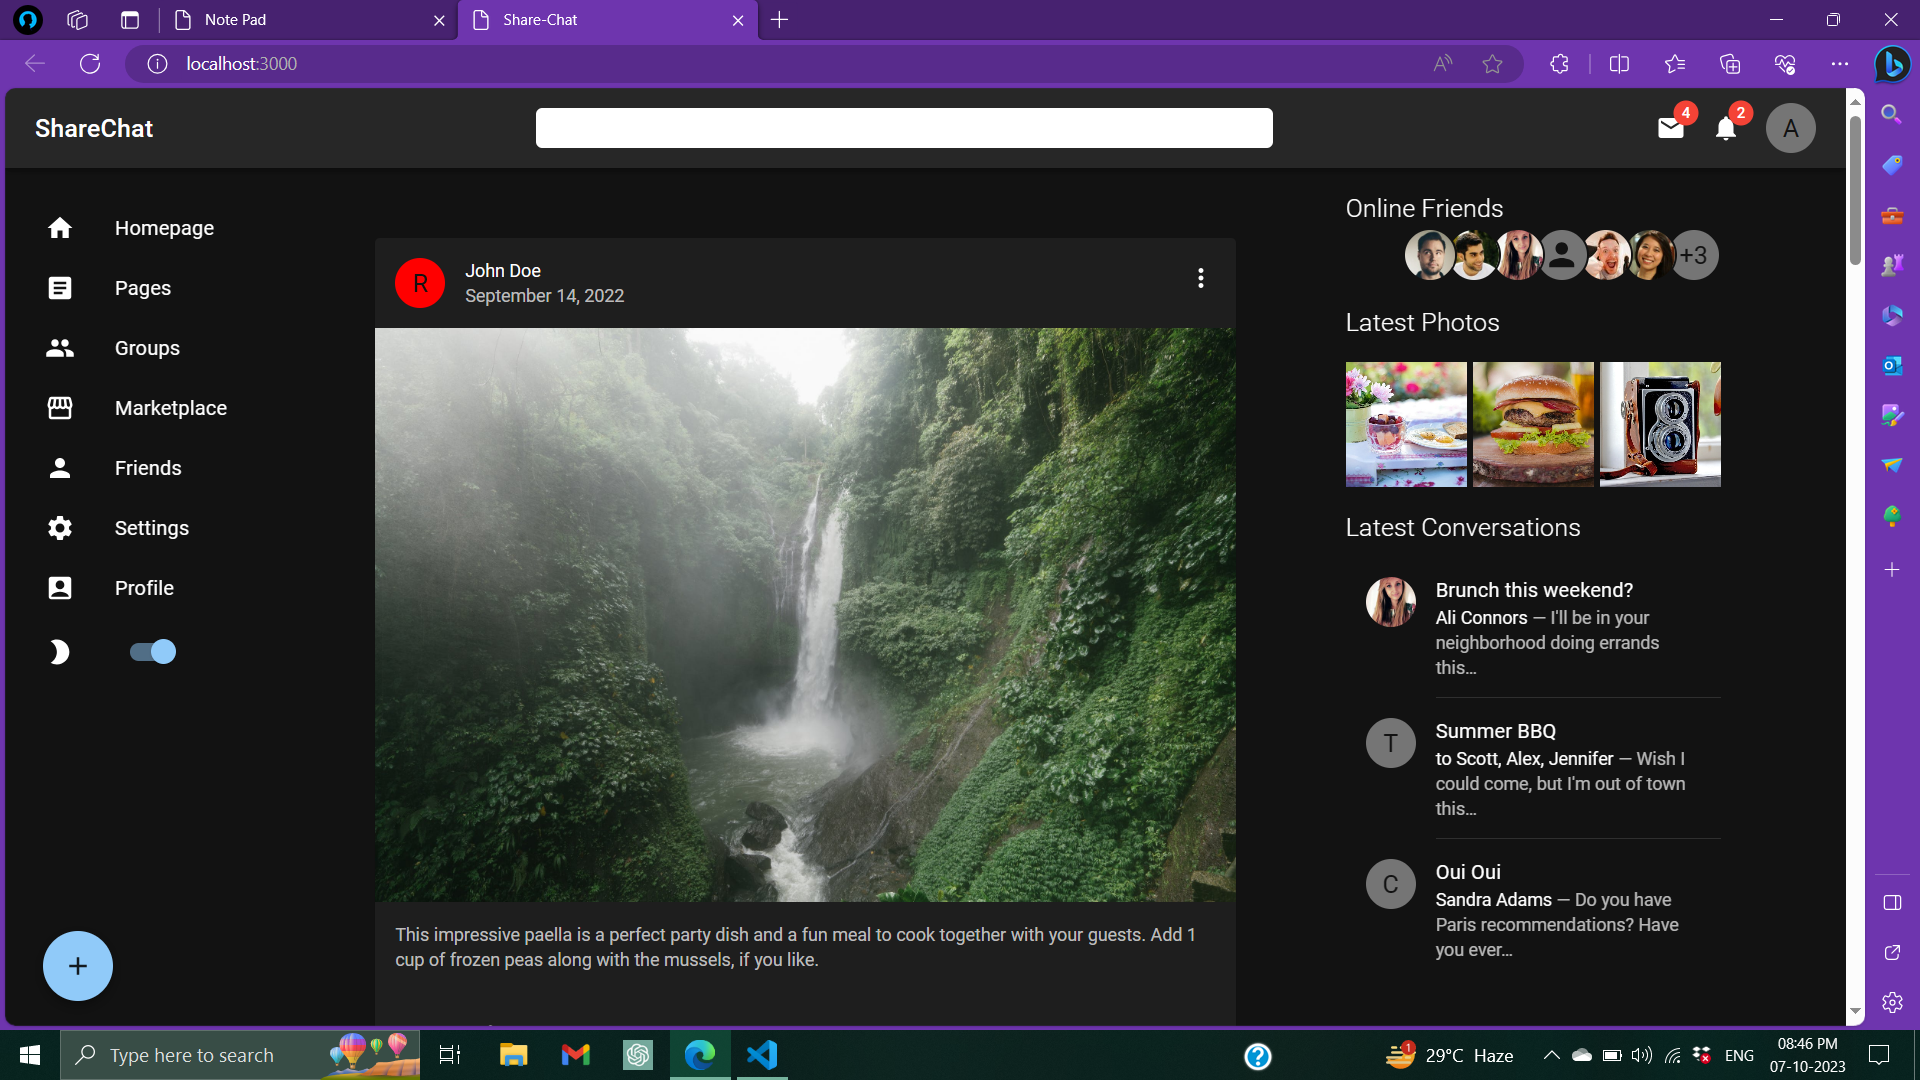 Note Pad
Share-Chat
localhost:3000
ShareChat
4
2
A
Homepage
Pages
Groups
Marketplace
Friends
Settings
Profile
+
R
John Doe
September 14, 2022
This impressive paella is a perfect party dish and a fun meal to cook together with your guests. Add 1
cup of frozen peas along with the mussels, if you like.
Online Friends
+3
Latest Photos
Latest Conversations
Brunch this weekend?
Ali Connors — I'll be in your
neighborhood doing errands
this...
T
Summer BBQ
to Scott, Alex, Jennifer — Wish I
could come, but I'm out of town
this...
C
Oui Oui
Sandra Adams — Do you have
Paris recommendations? Have
you ever...
Type here to search
1
29°C Haze
ENG
08:46 PM
07-10-2023